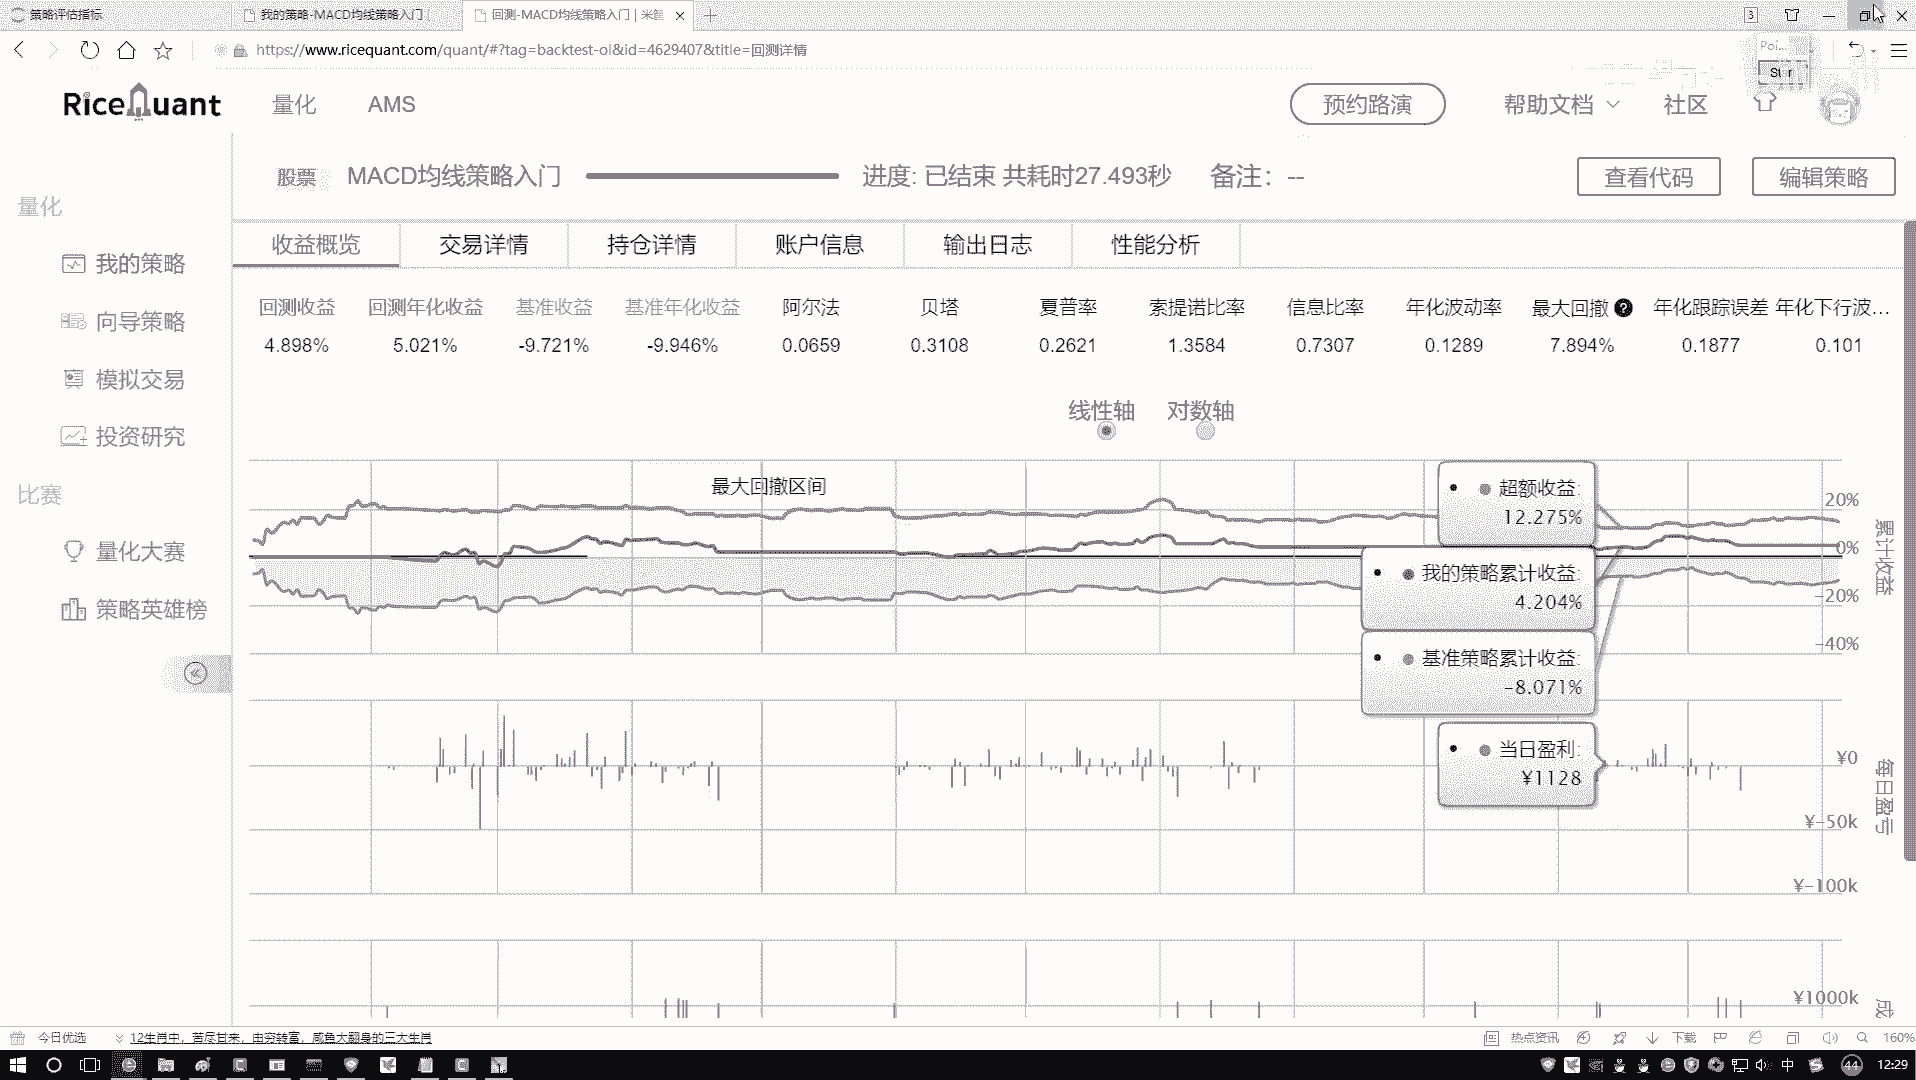 策略评估指标
我的策略-MACD均线策略入门
回测-MACD均线策略入门 | 米
3
https://www.ricequant.com/quant/#?tag=backtest-ol&id=4629407&title=回测详情
Poi...
RiceQuant
量化
AMS
预约路演
帮助文档
社区
股票
MACD均线策略入门
进度: 已结束 共耗时27.493秒
备注: --
查看代码
编辑策略
量化
我的策略
向导策略
模拟交易
投资研究
比赛
量化大赛
策略英雄榜
收益概览
交易详情
持仓详情
账户信息
输出日志
性能分析
回测收益 回测年化收益 基准收益 基准年化收益 阿尔法 贝塔 夏普率 索提诺比率 信息比率 年化波动率 最大回撤 年化跟踪误差 年化下行波...
4.898% 5.021% -9.721% -9.946% 0.0659 0.3108 0.2621 1.3584 0.7307 0.1289 7.894% 0.1877 0.101
线性轴 对数轴
最大回撤区间
超额收益:
12.275%
我的策略累计收益:
4.204%
基准策略累计收益:
-8.071%
当日盈利:
¥1128
20%
0%
-20%
-40%
累计收益
¥0
¥-50k
¥-100k
每日盈亏
¥1000k
成
今日优选
12生肖中，苦尽甘来，由穷转富，咸鱼大翻身的三大生肖
热点资讯
下载
160%
中
44
12:29